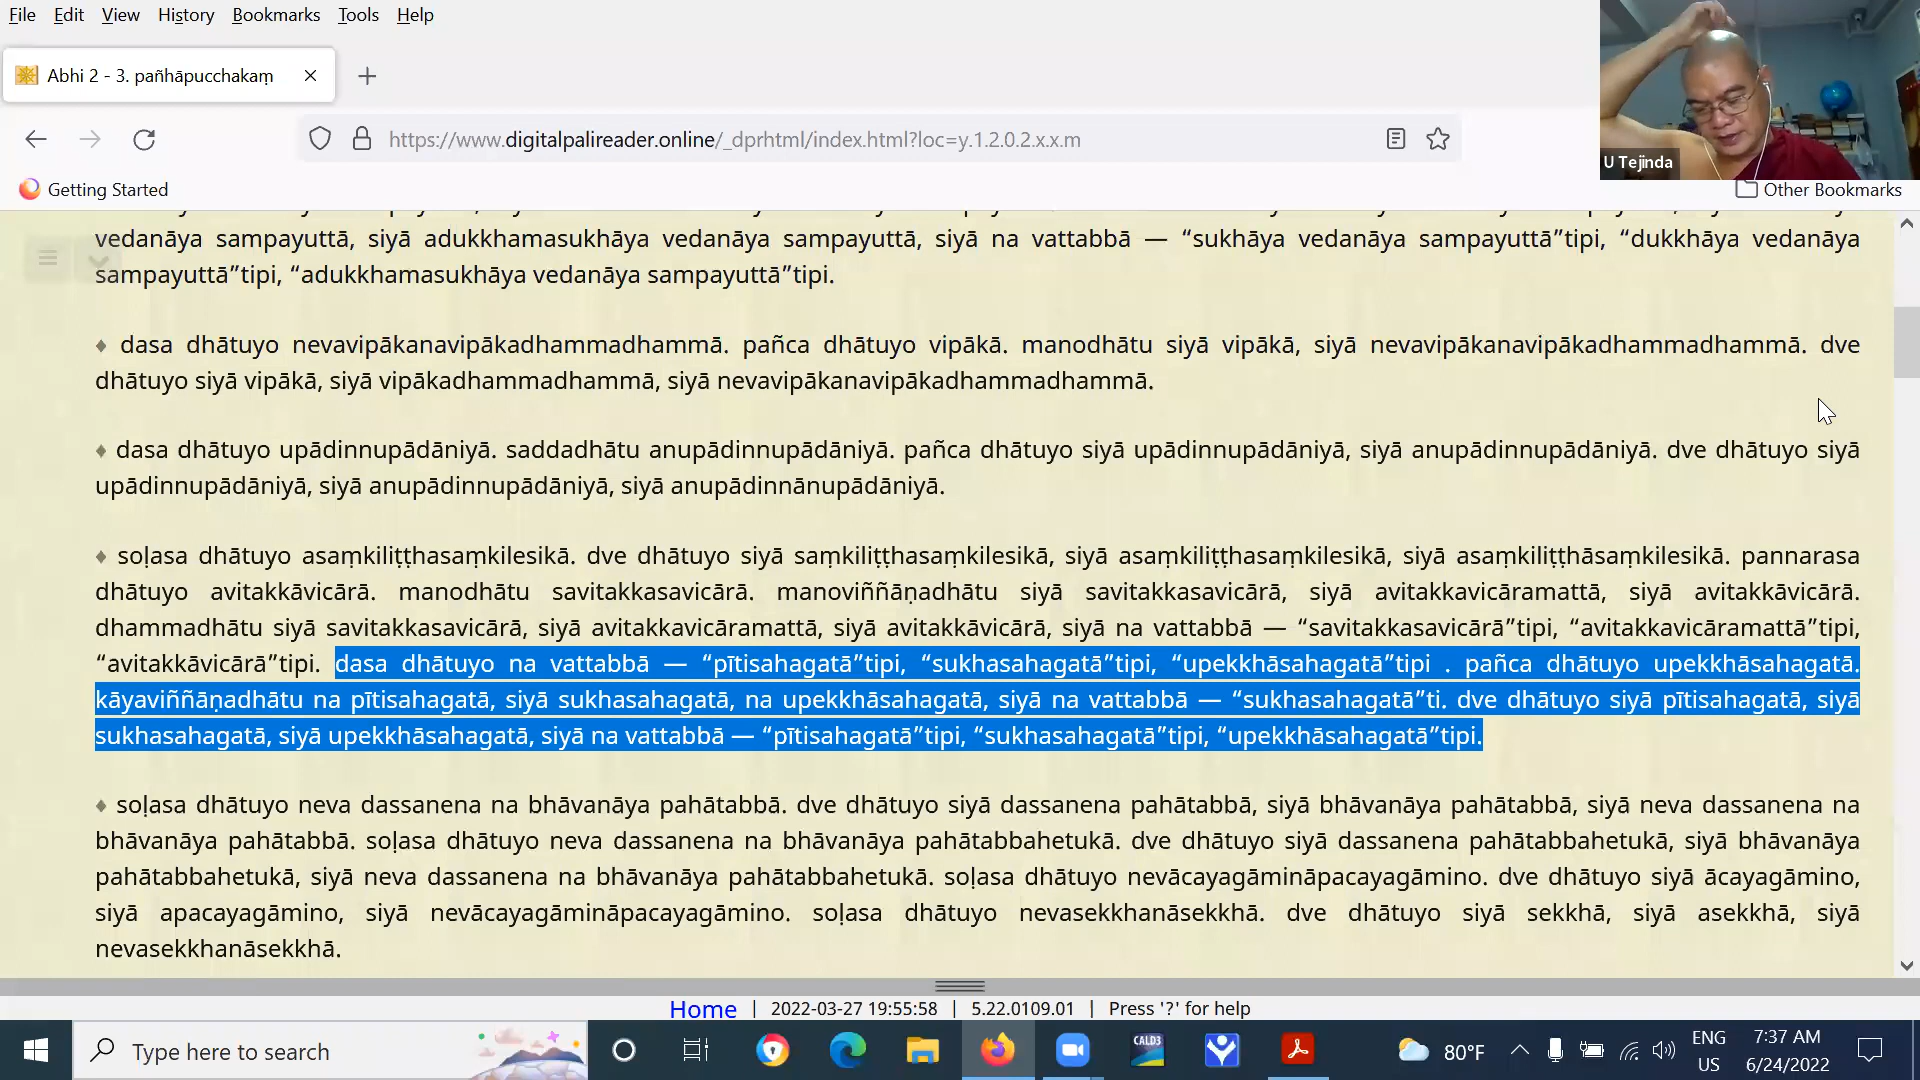 File Edit View History Bookmarks Tools Help
Abhi 2 - 3. pañhāpucchakaṃ
https://www.digitalpalireader.online/_dprhtml/index.html?loc=y.1.2.0.2.x.x.m
U Tejinda
Getting Started
Other Bookmarks
vedanāya sampayuttā, siyā adukkhamasukhāya vedanāya sampayuttā, siyā na vattabbā — “sukhāya vedanāya sampayuttā”tipi, “dukkhāya vedanāya
sampayuttā”tipi, “adukkhamasukhāya vedanāya sampayuttā”tipi.
♦ dasa dhātuyo nevavipākanavipākadhammadhammā. pañca dhātuyo vipākā. manodhātu siyā vipākā, siyā nevavipākanavipākadhammadhammā. dve
dhātuyo siyā vipākā, siyā vipākadhammadhammā, siyā nevavipākanavipākadhammadhammā.
♦ dasa dhātuyo upādinnupādāniyā. saddadhātu anupādinnupādāniyā. pañca dhātuyo siyā upādinnupādāniyā, siyā anupādinnupādāniyā. dve dhātuyo siyā
upādinnupādāniyā, siyā anupādinnupādāniyā, siyā anupādinnānupādāniyā.
♦ soḷasa dhātuyo asaṃkiliṭṭhasaṃkilesikā. dve dhātuyo siyā saṃkiliṭṭhasaṃkilesikā, siyā asaṃkiliṭṭhasaṃkilesikā, siyā asaṃkiliṭṭhāsaṃkilesikā. pannarasa
dhātuyo avitakkāvicārā. manodhātu savitakkasavicārā. manoviññāṇadhātu siyā savitakkasavicārā, siyā avitakkavicāramattā, siyā avitakkāvicārā.
dhammadhātu siyā savitakkasavicārā, siyā avitakkavicāramattā, siyā avitakkāvicārā, siyā na vattabbā — “savitakkasavicārā”tipi, “avitakkavicāramattā”tipi,
“avitakkāvicārā”tipi. dasa dhātuyo na vattabbā — “pītisahagatā”tipi, “sukhasahagatā”tipi, “upekkhāsahagatā”tipi . pañca dhātuyo upekkhāsahagatā.
kāyaviññāṇadhātu na pītisahagatā, siyā sukhasahagatā, na upekkhāsahagatā, siyā na vattabbā — “sukhasahagatā”ti. dve dhātuyo siyā pītisahagatā, siyā
sukhasahagatā, siyā upekkhāsahagatā, siyā na vattabbā — “pītisahagatā”tipi, “sukhasahagatā”tipi, “upekkhāsahagatā”tipi.
♦ soḷasa dhātuyo neva dassanena na bhāvanāya pahātabbā. dve dhātuyo siyā dassanena pahātabbā, siyā bhāvanāya pahātabbā, siyā neva dassanena na
bhāvanāya pahātabbā. soḷasa dhātuyo neva dassanena na bhāvanāya pahātabbahetukā. dve dhātuyo siyā dassanena pahātabbahetukā, siyā bhāvanāya
pahātabbahetukā, siyā neva dassanena na bhāvanāya pahātabbahetukā. soḷasa dhātuyo nevācayagāmināpacayagāmino. dve dhātuyo siyā ācayagāmino,
siyā apacayagāmino, siyā nevācayagāmināpacayagāmino. soḷasa dhātuyo nevasekkhanāsekkhā. dve dhātuyo siyā sekkhā, siyā asekkhā, siyā
nevasekkhanāsekkhā.
Home | 2022-03-27 19:55:58 | 5.22.0109.01 | Press '?' for help
Type here to search
CALD3
80°F
ENG
US
7:37 AM
6/24/2022